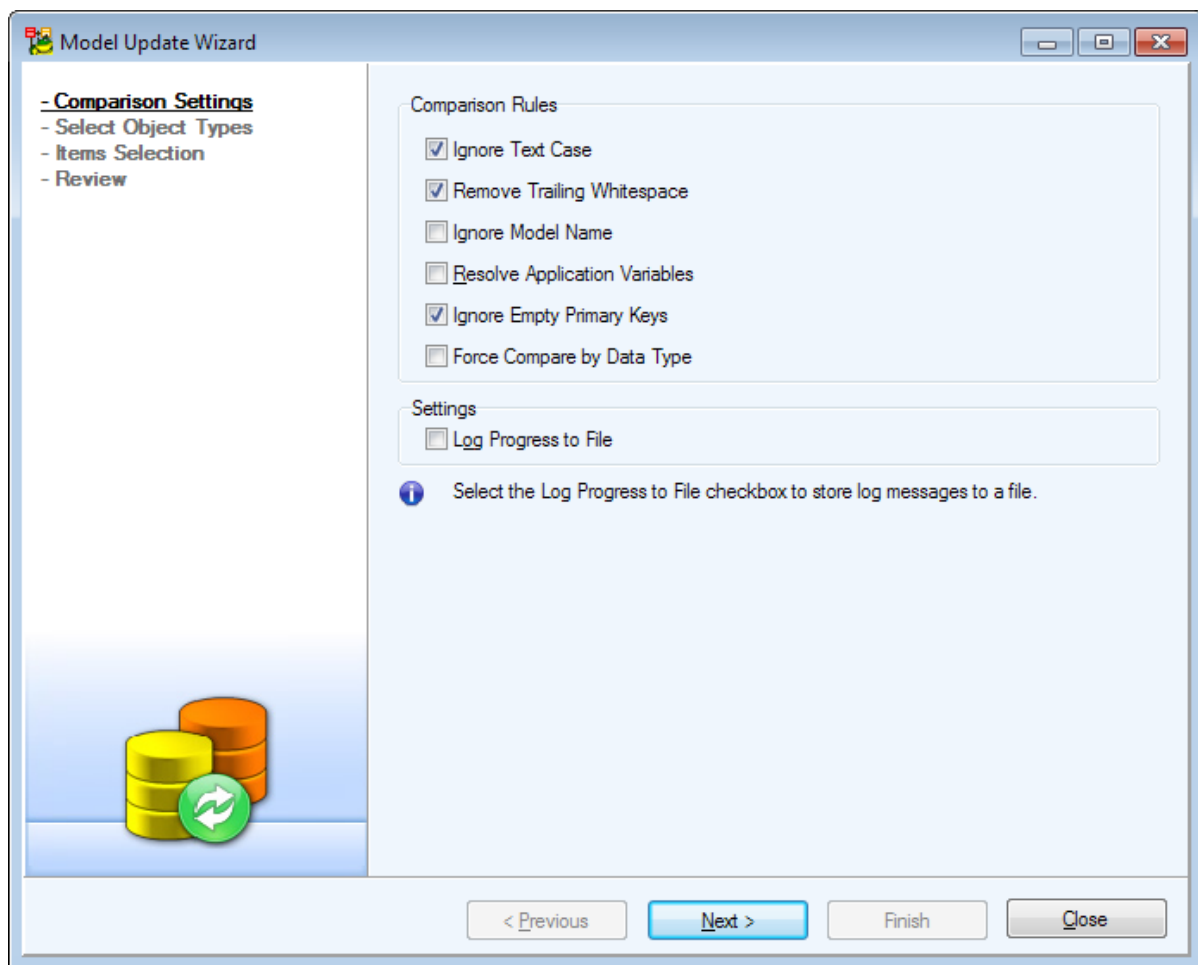 Model Update Wizard
- Comparison Settings
- Select Object Types
- Items Selection
- Review
Comparison Rules
Ignore Text Case
Remove Trailing Whitespace
Ignore Model Name
Resolve Application Variables
Ignore Empty Primary Keys
Force Compare by Data Type
Settings
Log Progress to File
Select the Log Progress to File checkbox to store log messages to a file.
< Previous
Next >
Finish
Close